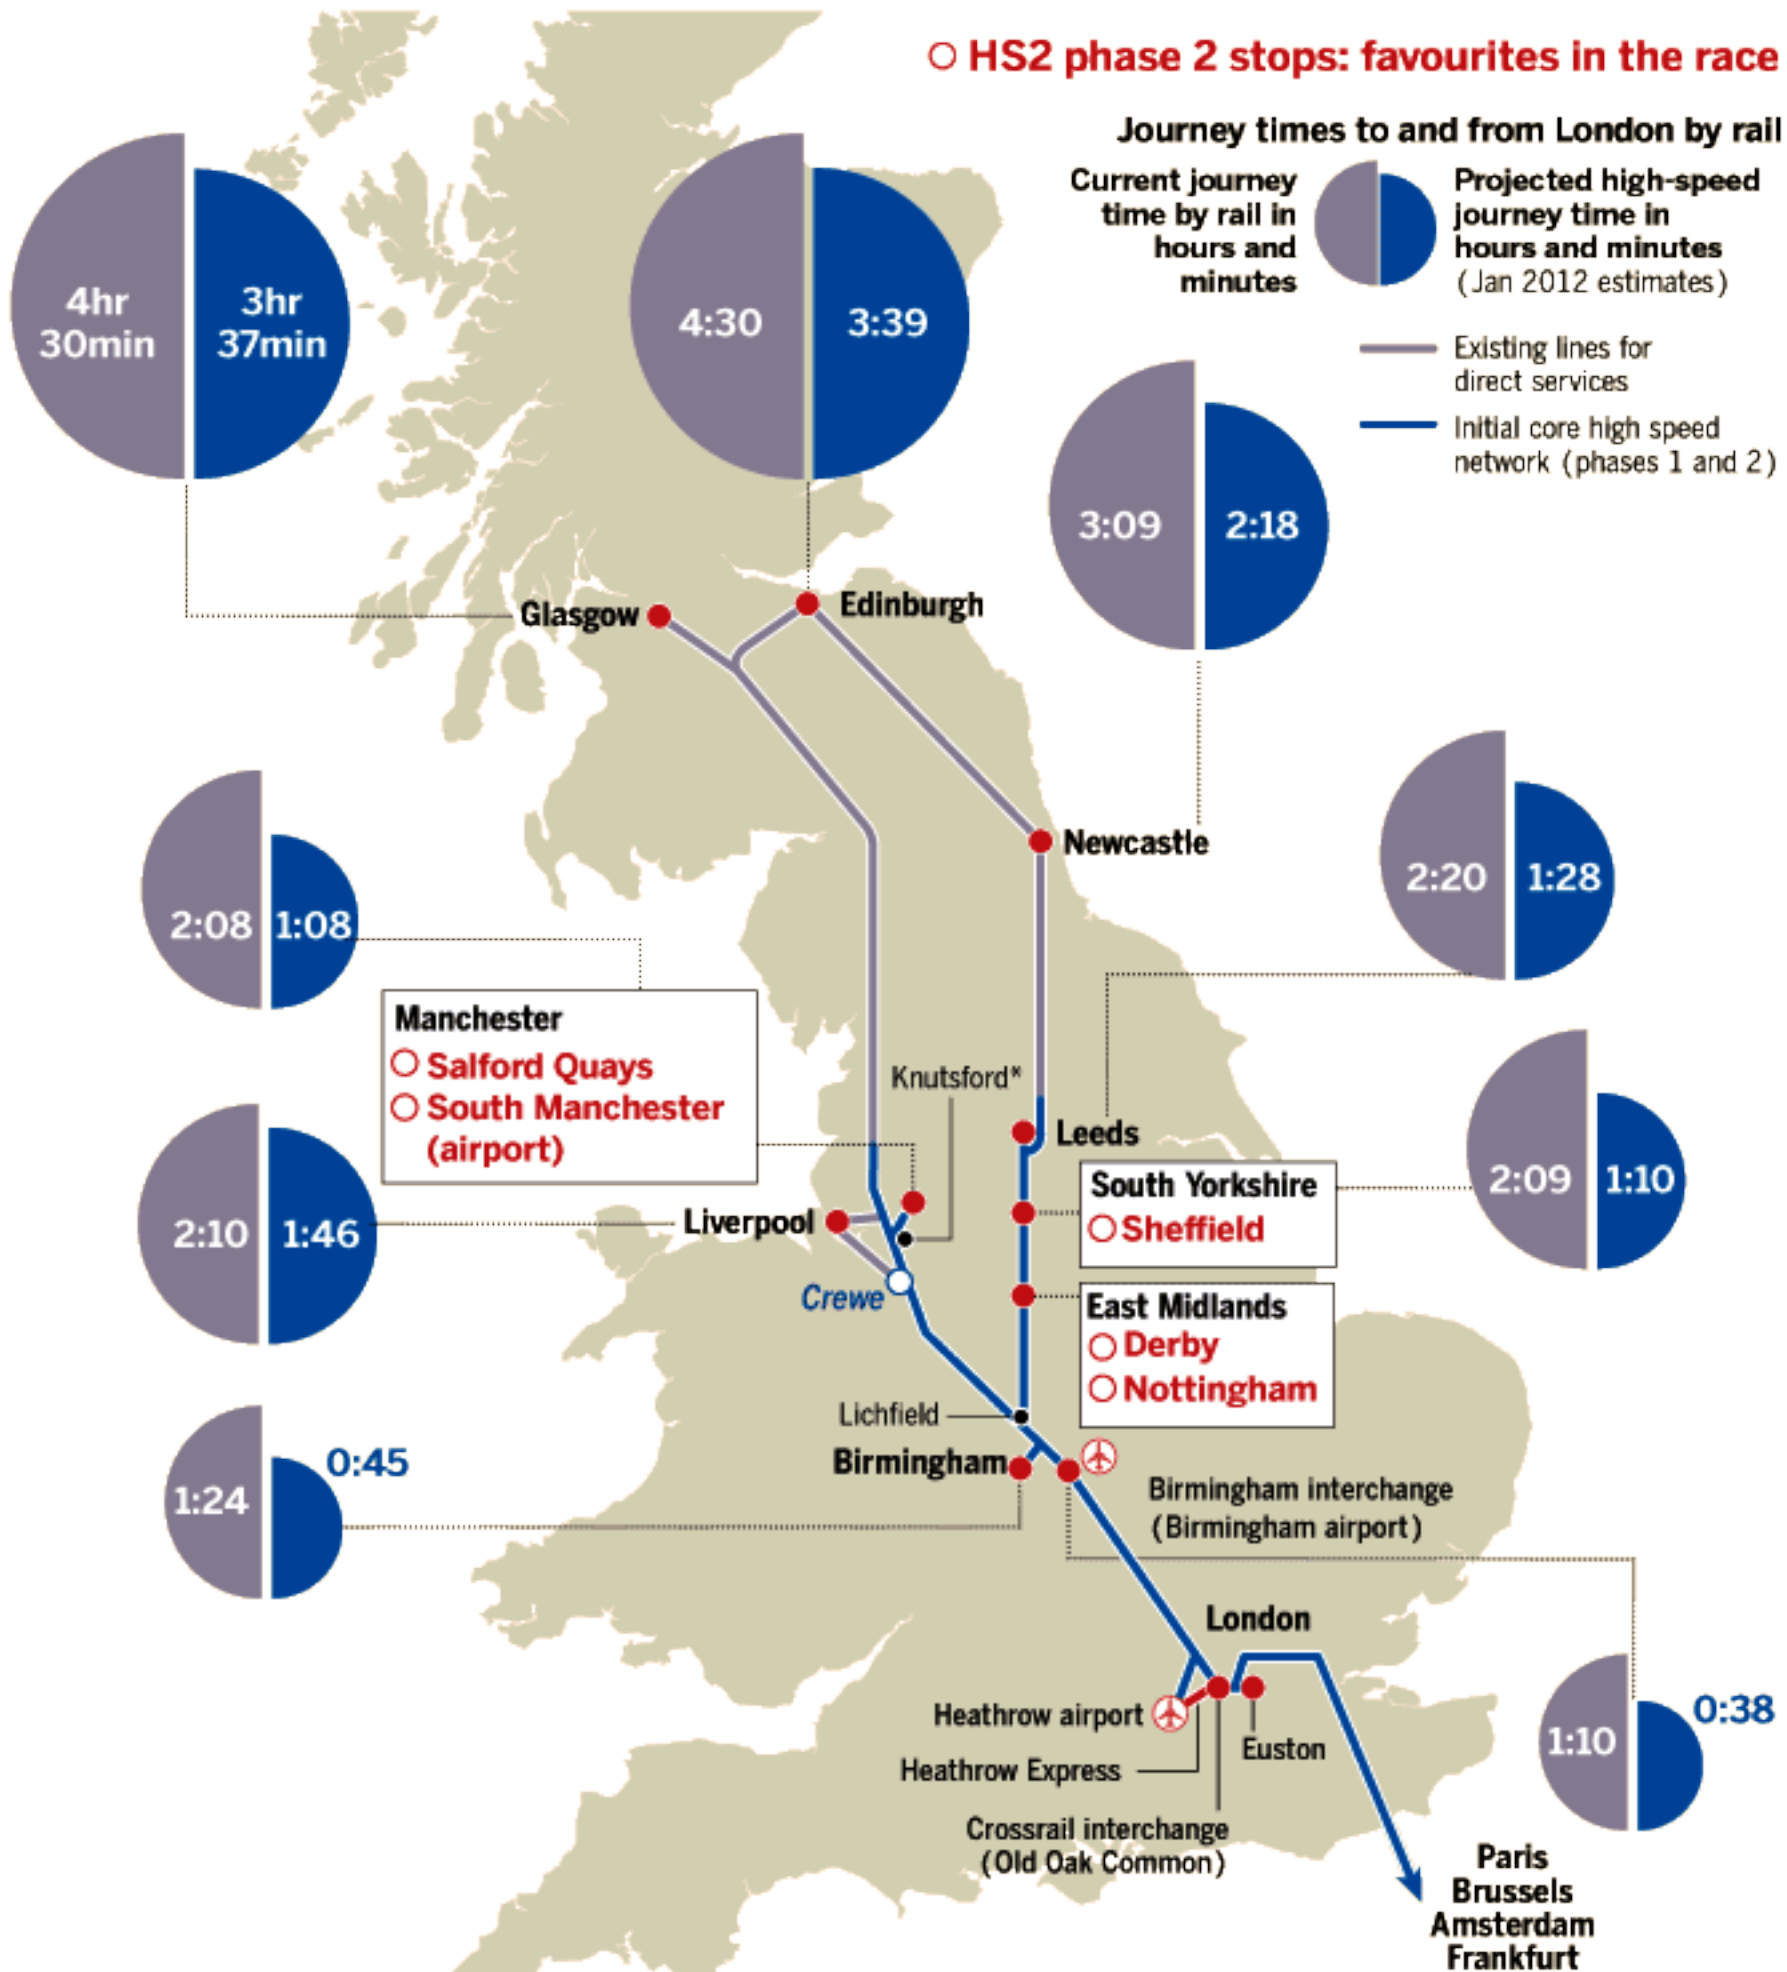 HS2 phase 2 stops: favourites in the race
Journey times to and from London by rail
Current journey
time by rail in
hours and
minutes
Projected high-speed
journey time in
hours and minutes
(Jan 2012 estimates)
Existing lines for
direct services
Initial core high speed
network (phases 1 and 2)
4hr
30min
3hr
37min
4:30
3:39
3:09
2:18
Glasgow
Edinburgh
Newcastle
2:20
1:28
2:08
1:08
Manchester
Salford Quays
South Manchester
(airport)
Knutsford*
Leeds
2:09
1:10
South Yorkshire
Sheffield
2:10
1:46
Liverpool
Crewe
East Midlands
Derby
Nottingham
Lichfield
Birmingham
1:24
0:45
Birmingham interchange
(Birmingham airport)
London
Heathrow airport
Euston
Heathrow Express
Crossrail interchange
(Old Oak Common)
1:10
0:38
Paris
Brussels
Amsterdam
Frankfurt